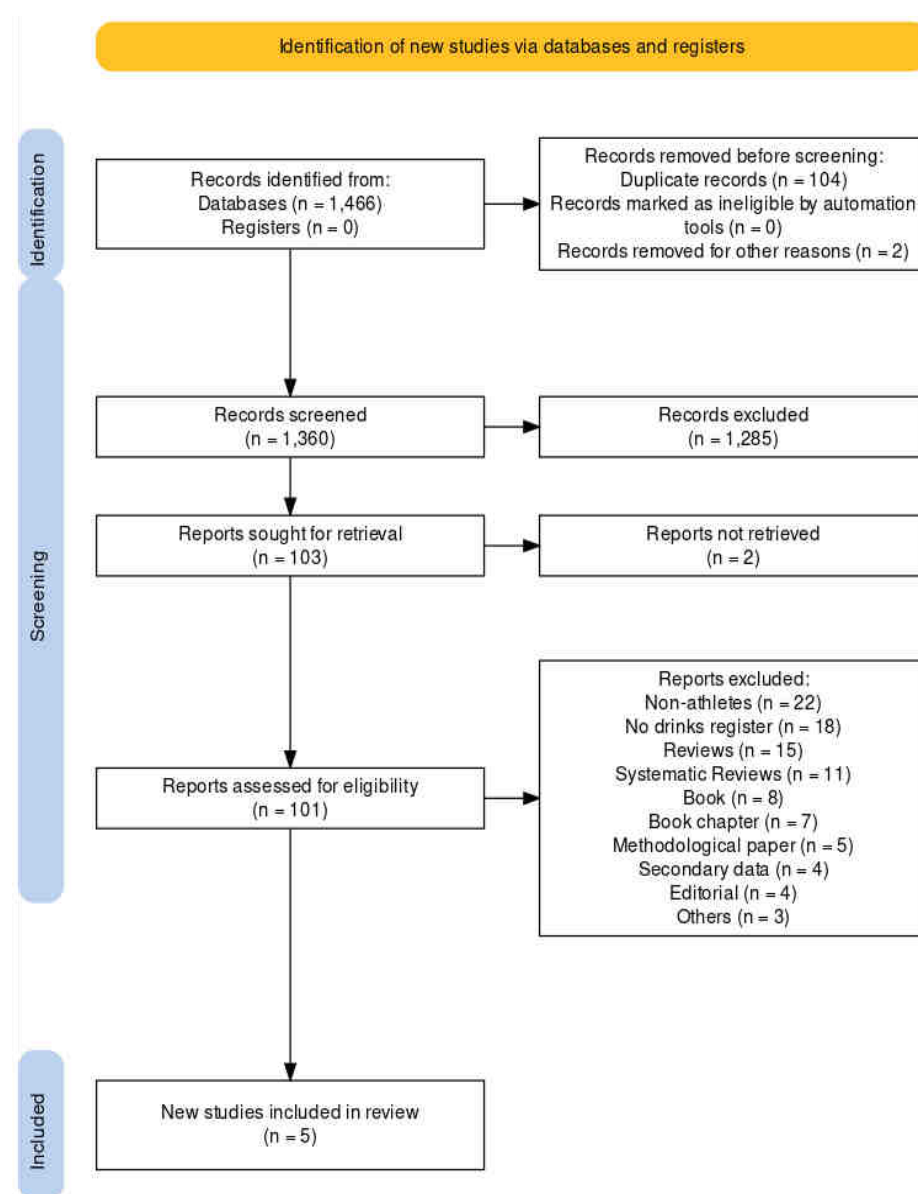 Identification of new studies via databases and registers
Identification
Records identified from:
Databases (n = 1,466)
Registers (n = 0)
Records removed before screening:
Duplicate records (n = 104)
Records marked as ineligible by automation
tools (n = 0)
Records removed for other reasons (n = 2)
Screening
Records screened
(n = 1,360)
Records excluded
(n = 1,285)
Reports sought for retrieval
(n = 103)
Reports not retrieved
(n = 2)
Reports assessed for eligibility
(n = 101)
Reports excluded:
Non-athletes (n = 22)
No drinks register (n = 18)
Reviews (n = 15)
Systematic Reviews (n = 11)
Book (n = 8)
Book chapter (n = 7)
Methodological paper (n = 5)
Secondary data (n = 4)
Editorial (n = 4)
Others (n = 3)
Included
New studies included in review
(n = 5)